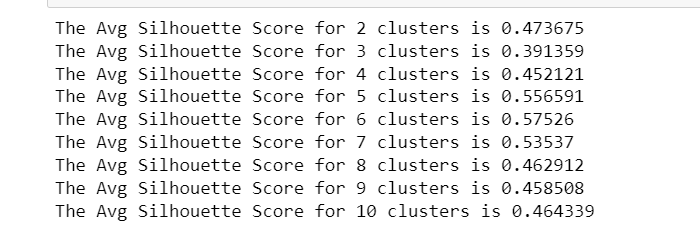 The Avg Silhouette Score for 2 clusters is 0.473675
The Avg Silhouette Score for 3 clusters is 0.391359
The Avg Silhouette Score for 4 clusters is 0.452121
The Avg Silhouette Score for 5 clusters is 0.556591
The Avg Silhouette Score for 6 clusters is 0.57526
The Avg Silhouette Score for 7 clusters is 0.53537
The Avg Silhouette Score for 8 clusters is 0.462912
The Avg Silhouette Score for 9 clusters is 0.458508
The Avg Silhouette Score for 10 clusters is 0.464339